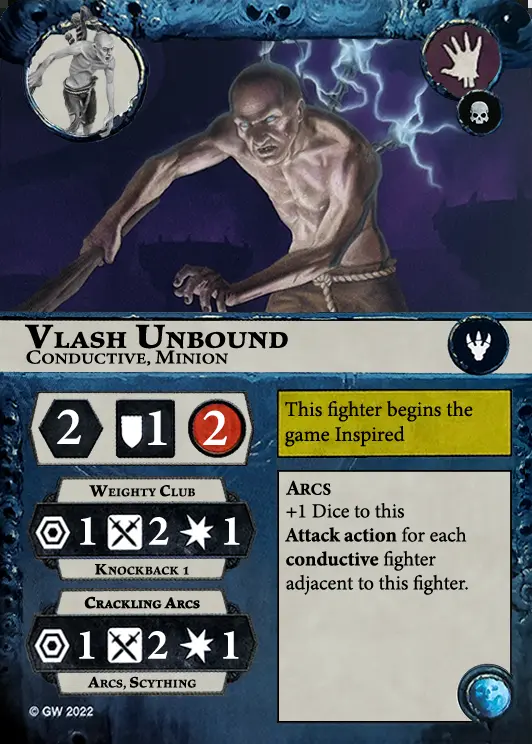 Vlash Unbound
Conductive, Minion
2 1 2
This fighter begins the
game Inspired
Weighty Club
1 2 1
Knockback 1
Crackling Arcs
1 2 1
Arcs, Scything
Arcs
+1 Dice to this
Attack action for each
conductive fighter
adjacent to this fighter.
© GW 2022